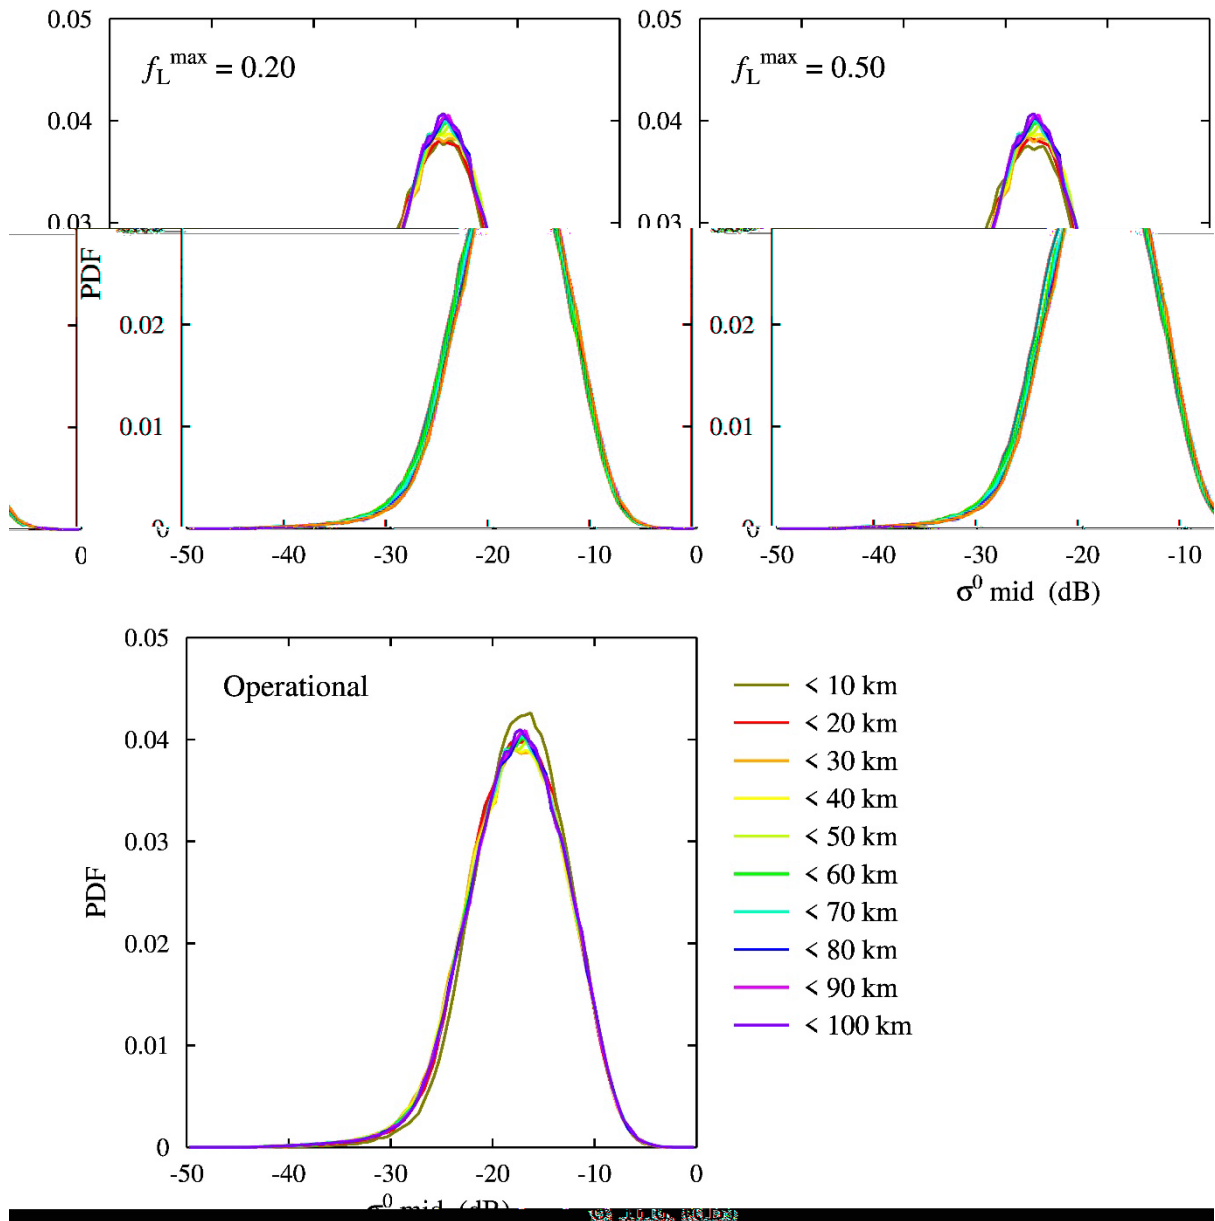 0.05
0.05
f_L^max = 0.20
f_L^max = 0.50
0.04
0.04
0.03
0.03
PDF
0.02
0.02
0.01
0.01
0
0
0 -50 -40 -30 -20 -10 0 -50 -40 -30 -20 -10
σ⁰ mid (dB)
0.05
Operational
< 10 km
< 20 km
0.04
< 30 km
< 40 km
0.03
< 50 km
< 60 km
PDF
< 70 km
0.02
< 80 km
< 90 km
0.01
< 100 km
0
-50 -40 -30 -20 -10 0
σ⁰ mid (dB)